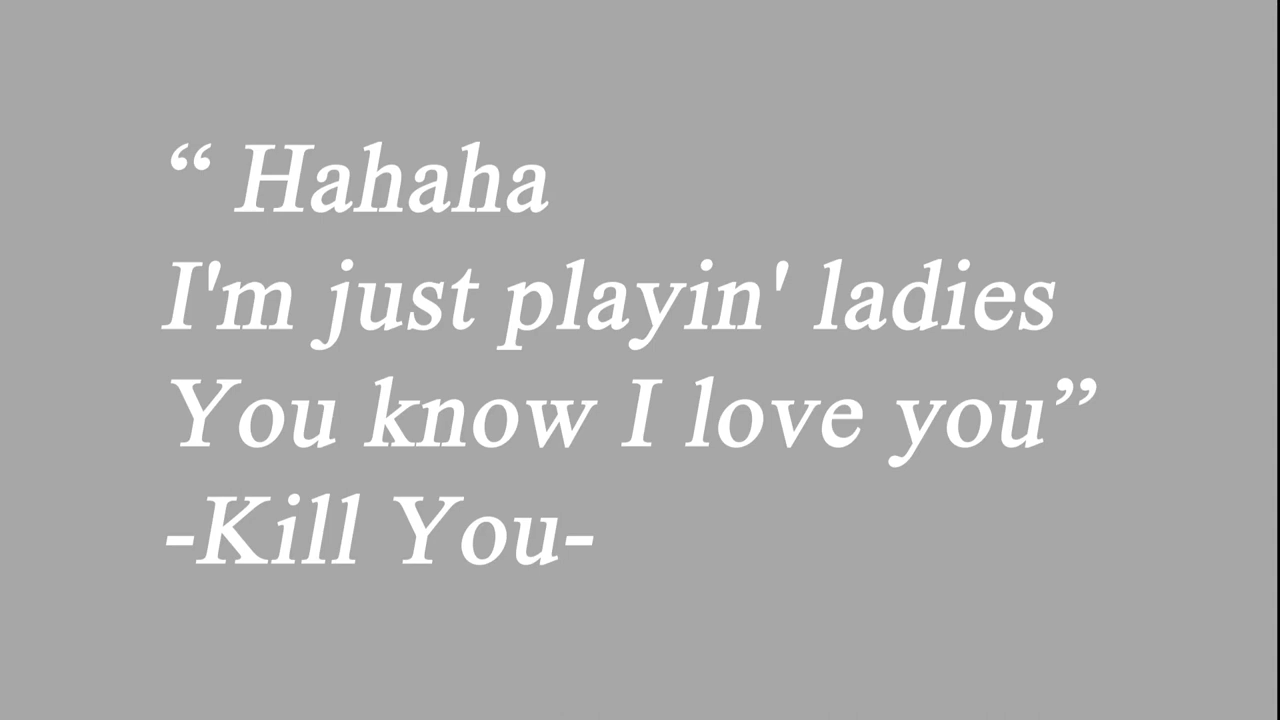 “ Hahaha
I'm just playin' ladies
You know I love you”
-Kill You-